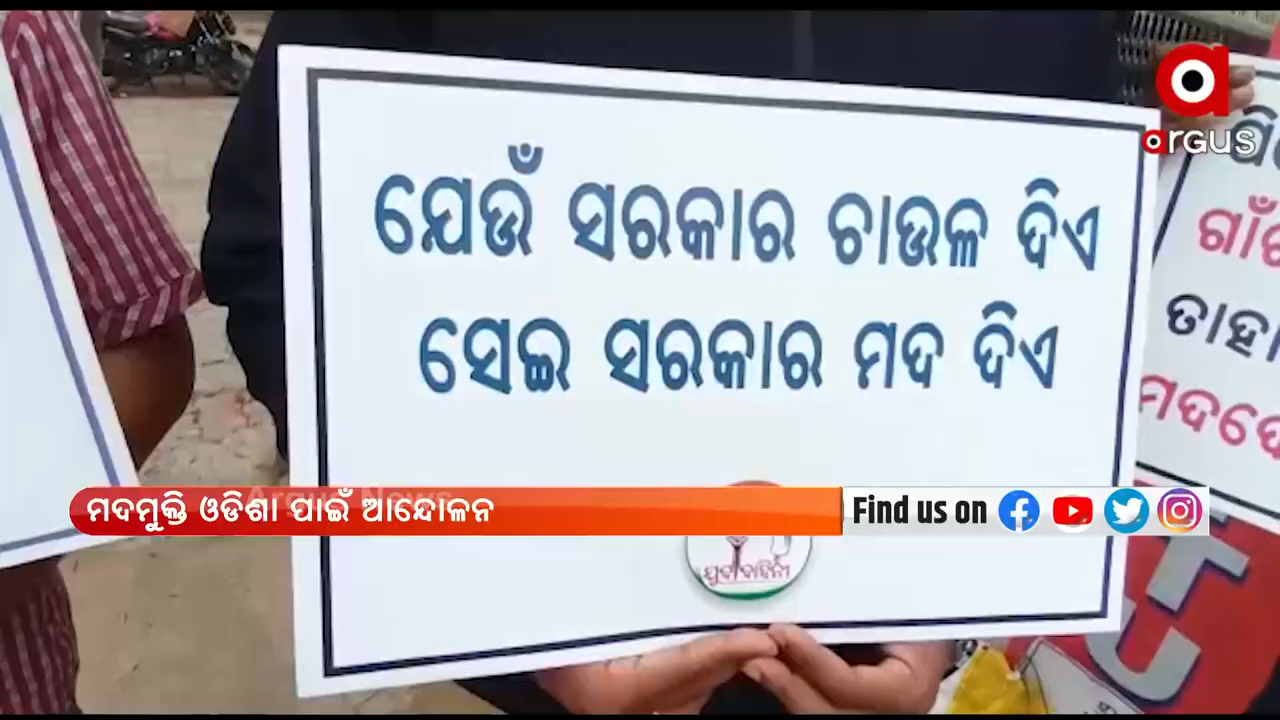 ଯେଉଁ ସରକାର ଚାଉଳ ଦିଏ
ସେଇ ସରକାର ମଦ ଦିଏ
argus
ଗାଁ
ତାହା
ମଦମୁକ୍ତି ଓଡିଶା ପାଇଁ ଆନ୍ଦୋଳନ
Find us on
ଯୁବ ବାହିନୀ